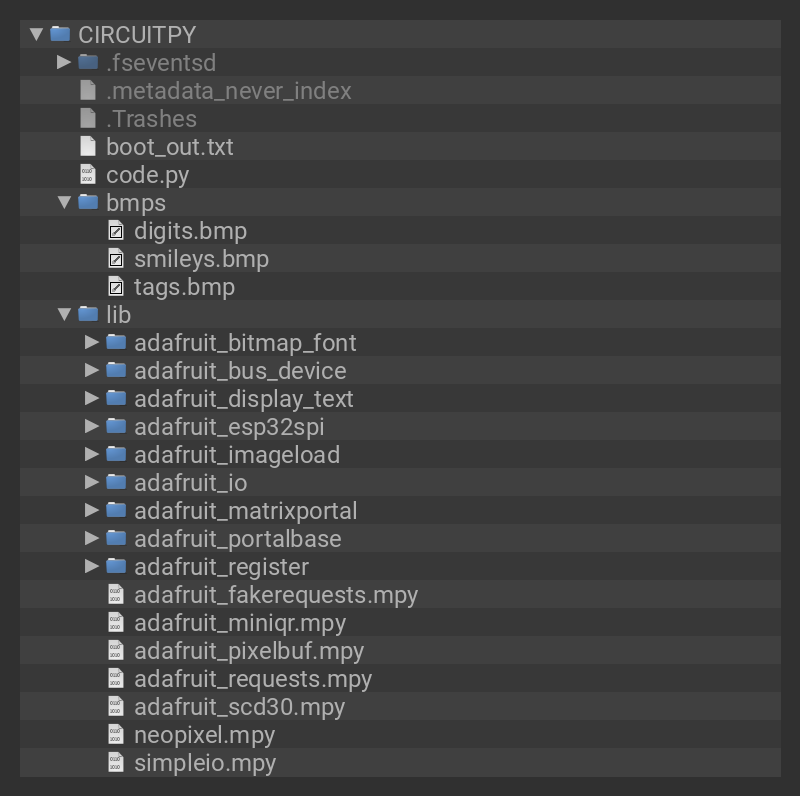 CIRCUITPY
.fseventsd
.metadata_never_index
.Trashes
boot_out.txt
code.py
bmps
digits.bmp
smileys.bmp
tags.bmp
lib
adafruit_bitmap_font
adafruit_bus_device
adafruit_display_text
adafruit_esp32spi
adafruit_imageload
adafruit_io
adafruit_matrixportal
adafruit_portalbase
adafruit_register
adafruit_fakerequests.mpy
adafruit_miniqr.mpy
adafruit_pixelbuf.mpy
adafruit_requests.mpy
adafruit_scd30.mpy
neopixel.mpy
simpleio.mpy